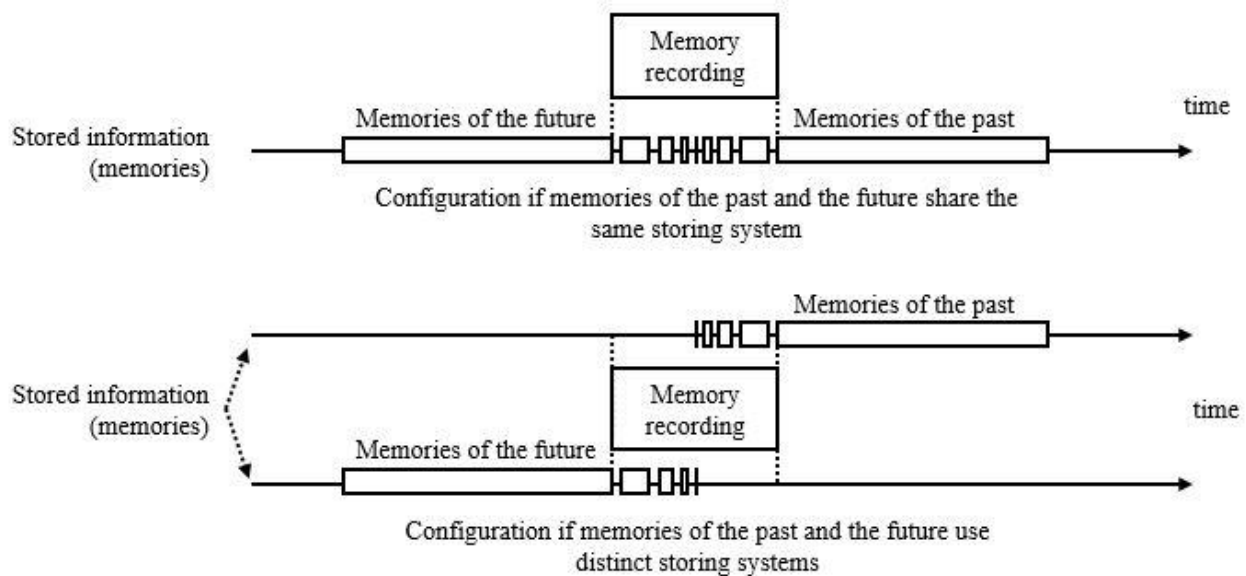 Memory
recording
Memories of the future
Memories of the past
time
Stored information
(memories)
Configuration if memories of the past and the future share the
same storing system
Memories of the past
Stored information
(memories)
Memory
recording
time
Memories of the future
Configuration if memories of the past and the future use
distinct storing systems